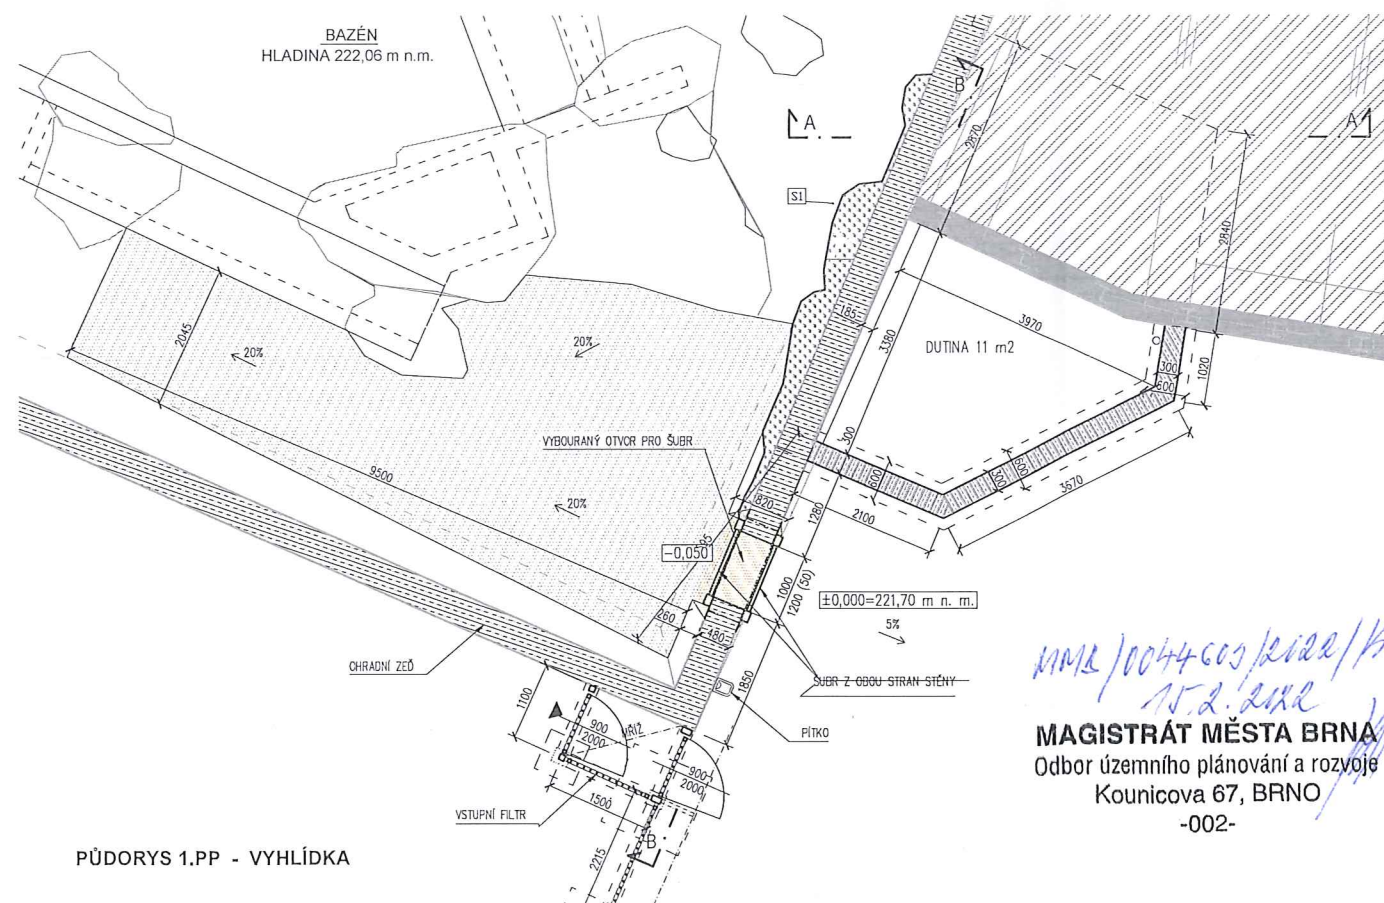 BAZÉN
HLADINA 222,06 m n.m.
B
A
A
2870
S1
2840
185
3380
3970
DUTINA 11 m2
2045
20%
20%
300
600
1020
VYBOURANÝ OTVOR PRO ŠUBR
9500
20%
300
600
600
300
3670
820
2100
1280
-0,050
1000
1200 (50)
±0,000=221,70 m n. m.
5%
260
480
OHRADNÍ ZEĎ
ŠUBR Z OBOU STRAN STĚNY
1850
1100
PÍTKO
900
2000
MŘÍŽ
900
2000
VSTUPNÍ FILTR
1500
B
2215
PŮDORYS 1.PP - VYHLÍDKA
15.2.2022
MAGISTRÁT MĚSTA BRNA
Odbor územního plánování a rozvoje
Kounicova 67, BRNO
-002-